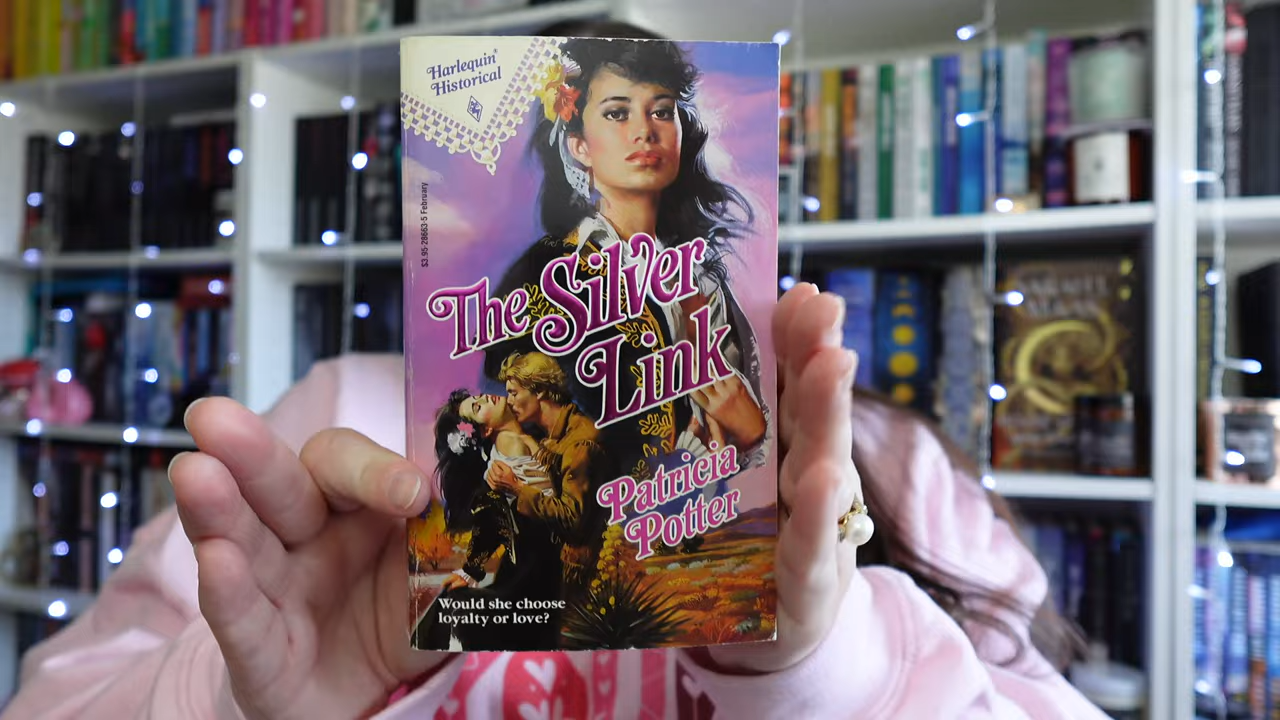 Harlequin®
Historical
$3.95 28663-5 February
The Silver
Link
Patricia
Potter
Would she choose
loyalty or love?